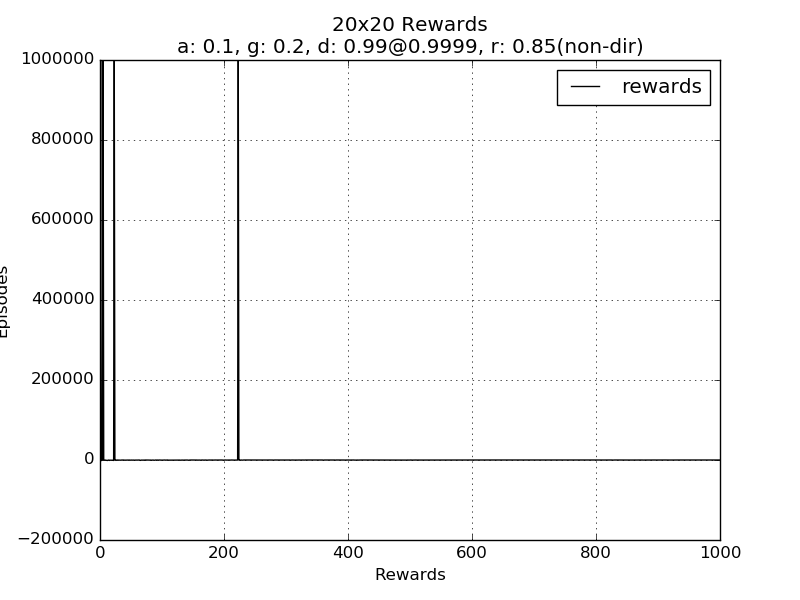 20x20 Rewards
a: 0.1, g: 0.2, d: 0.99@0.9999, r: 0.85(non-dir)
1000000
rewards
800000
600000
400000
Episodes
200000
0
−200000
0 200 400 600 800 1000
Rewards